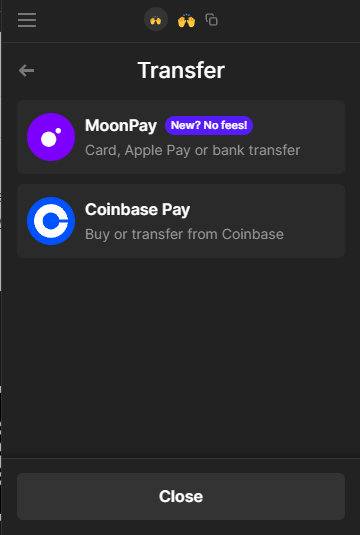 Transfer
MoonPay New? No fees!
Card, Apple Pay or bank transfer
Coinbase Pay
Buy or transfer from Coinbase
Close